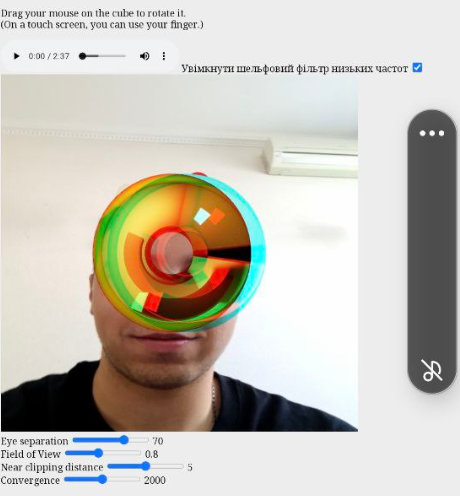 Drag your mouse on the cube to rotate it.
(On a touch screen, you can use your finger.)
0:00 / 2:37
Увімкнути шельфовий фільтр низьких частот
Eye separation 70
Field of View 0.8
Near clipping distance 5
Convergence 2000